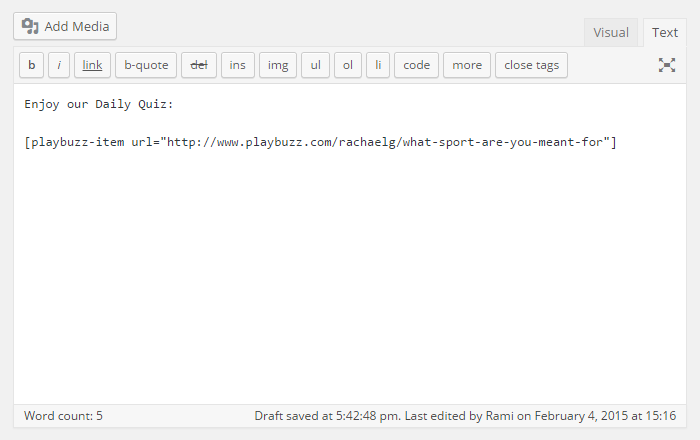 Add Media
Visual Text
b i link b-quote del ins img ul ol li code more close tags
Enjoy our Daily Quiz:
[playbuzz-item url="http://www.playbuzz.com/rachaelg/what-sport-are-you-meant-for"]
Word count: 5 Draft saved at 5:42:48 pm. Last edited by Rami on February 4, 2015 at 15:16